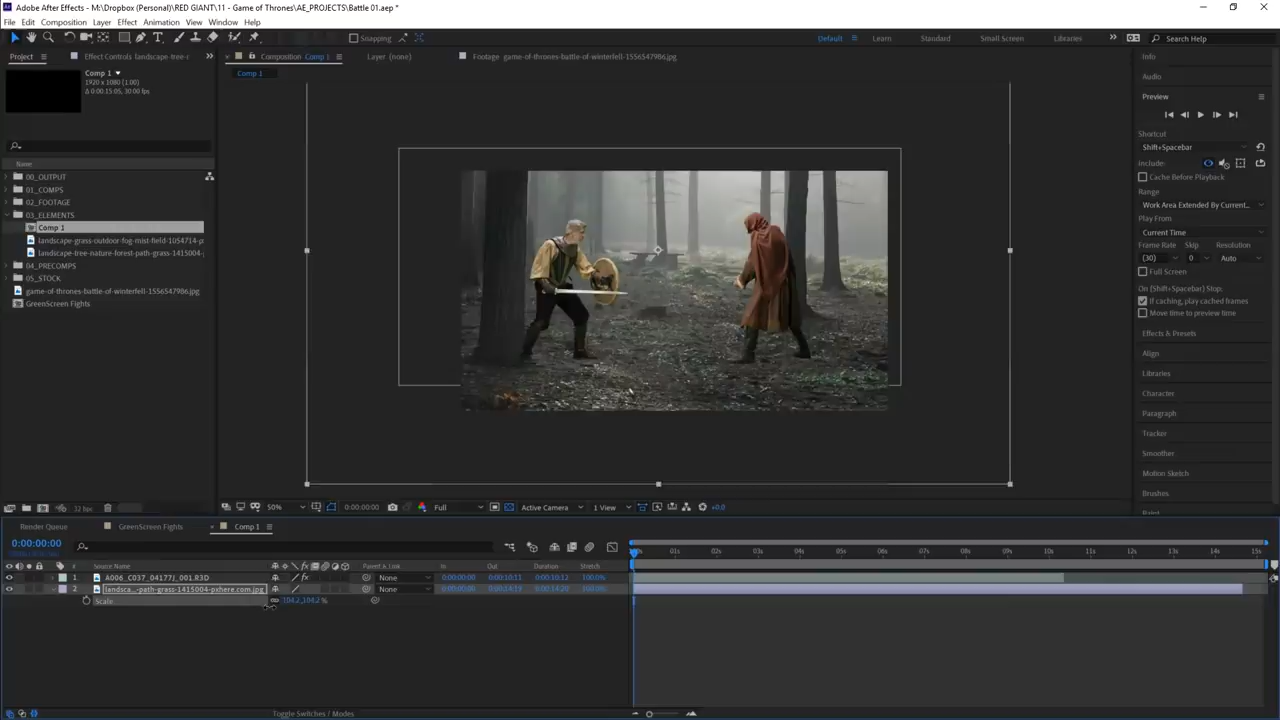 Adobe After Effects - M:\Dropbox (Personal)\RED GIANT\11 - Game of Thrones\AE_PROJECTS\Battle 01.aep *
File Edit Composition Layer Effect Animation View Window Help
Snapping
Default Learn Standard Small Screen Libraries Search Help
Project Effect Controls landscape-tree-r
Composition Comp 1 Layer (none) Footage game-of-thrones-battle-of-winterfell-1556547986.jpg
Comp 1
Comp 1
1920 x 1080 (1.00)
Δ 0:00:15:05, 30.00 fps
Name
00_OUTPUT
01_COMPS
02_FOOTAGE
03_ELEMENTS
Comp 1
landscape-grass-outdoor-fog-mist-field-1054714-p
landscape-tree-nature-forest-path-grass-1415004-
04_PRECOMPS
05_STOCK
game-of-thrones-battle-of-winterfell-1556547986.jpg
GreenScreen Fights
32 bpc
50% 0:00:00:00 Full Active Camera 1 View +0.0
Info
Audio
Preview
Shortcut
Shift+Spacebar
Include:
Cache Before Playback
Range
Work Area Extended By Current...
Play From
Current Time
Frame Rate Skip Resolution
(30) 0 Auto
Full Screen
On [Shift+Spacebar] Stop:
If caching, play cached frames
Move time to preview time
Effects & Presets
Align
Libraries
Character
Paragraph
Tracker
Smoother
Wiggler
Motion Sketch
Brushes
Paint
Render Queue GreenScreen Fights Comp 1
0:00:00:00
Source Name Parent & Link In Out Duration Stretch
01s 02s 03s 04s 05s 06s 07s 08s 09s 10s 11s 12s 13s 14s 15s
1 A006_C037_04177J_001.R3D None 0:00:00:00 0:00:10:11 0:00:10:12 100.0%
2 landsca...-path-grass-1415004-pxhere.com.jpg None 0:00:00:00 0:00:14:19 0:00:14:20 100.0%
Scale 104.2,104.2 %
Toggle Switches / Modes